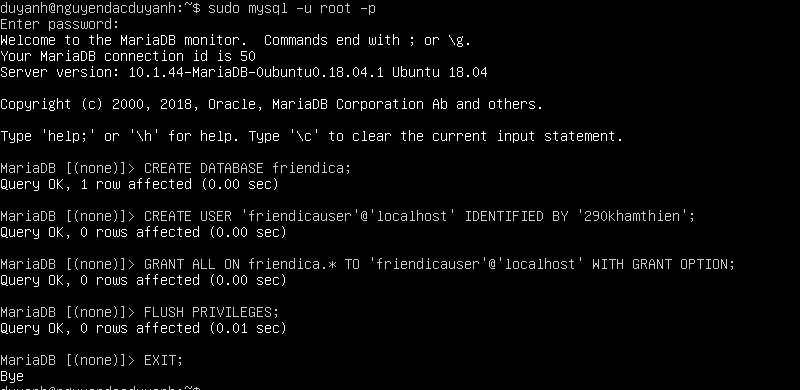 duyanh@nguyendacduyanh:~$ sudo mysql -u root -p
Enter password:
Welcome to the MariaDB monitor.  Commands end with ; or \g.
Your MariaDB connection id is 50
Server version: 10.1.44-MariaDB-0ubuntu0.18.04.1 Ubuntu 18.04

Copyright (c) 2000, 2018, Oracle, MariaDB Corporation Ab and others.

Type 'help;' or '\h' for help. Type '\c' to clear the current input statement.

MariaDB [(none)]> CREATE DATABASE friendica;
Query OK, 1 row affected (0.00 sec)

MariaDB [(none)]> CREATE USER 'friendicauser'@'localhost' IDENTIFIED BY '290khamthien';
Query OK, 0 rows affected (0.00 sec)

MariaDB [(none)]> GRANT ALL ON friendica.* TO 'friendicauser'@'localhost' WITH GRANT OPTION;
Query OK, 0 rows affected (0.00 sec)

MariaDB [(none)]> FLUSH PRIVILEGES;
Query OK, 0 rows affected (0.01 sec)

MariaDB [(none)]> EXIT;
Bye
duyanh@nguyendacduyanh:~$